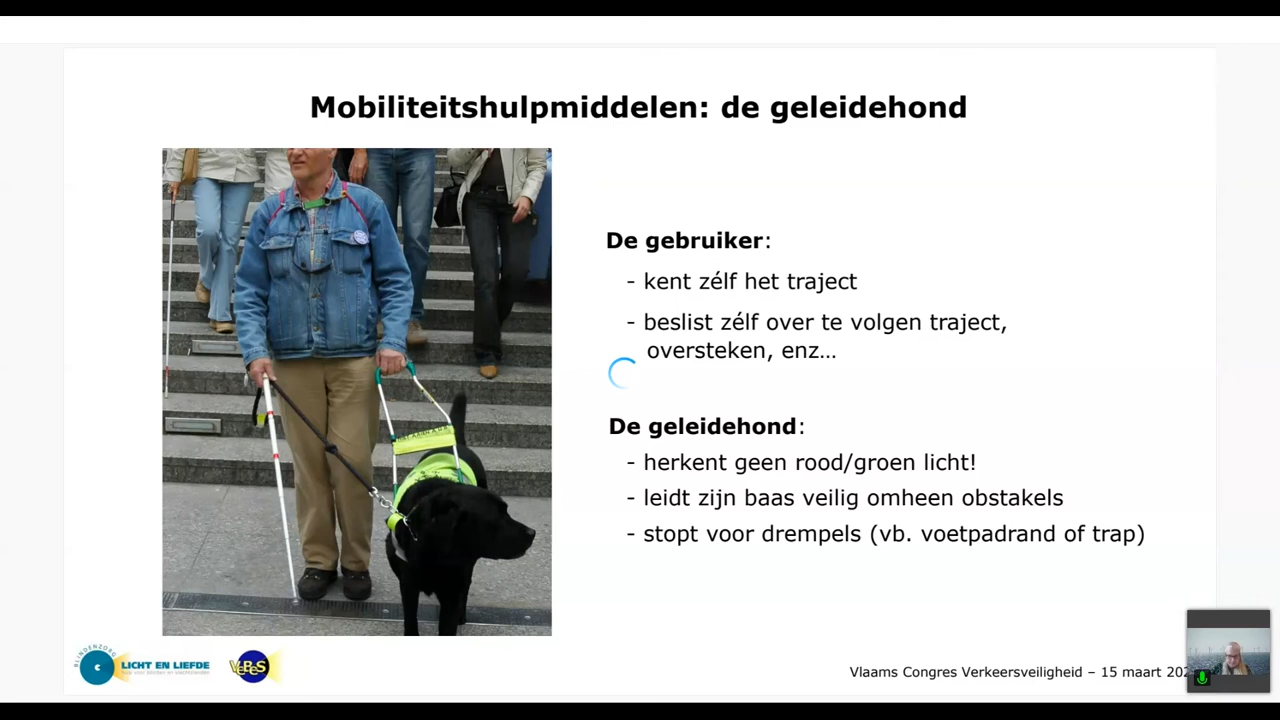 Mobiliteitshulpmiddelen: de geleidehond
De gebruiker:
- kent zélf het traject
- beslist zélf over te volgen traject,
oversteken, enz…
De geleidehond:
- herkent geen rood/groen licht!
- leidt zijn baas veilig omheen obstakels
- stopt voor drempels (vb. voetpadrand of trap)
BLINDENZORG
LICHT EN LIEFDE
VeBeS
Vlaams Congres Verkeersveiligheid – 15 maart